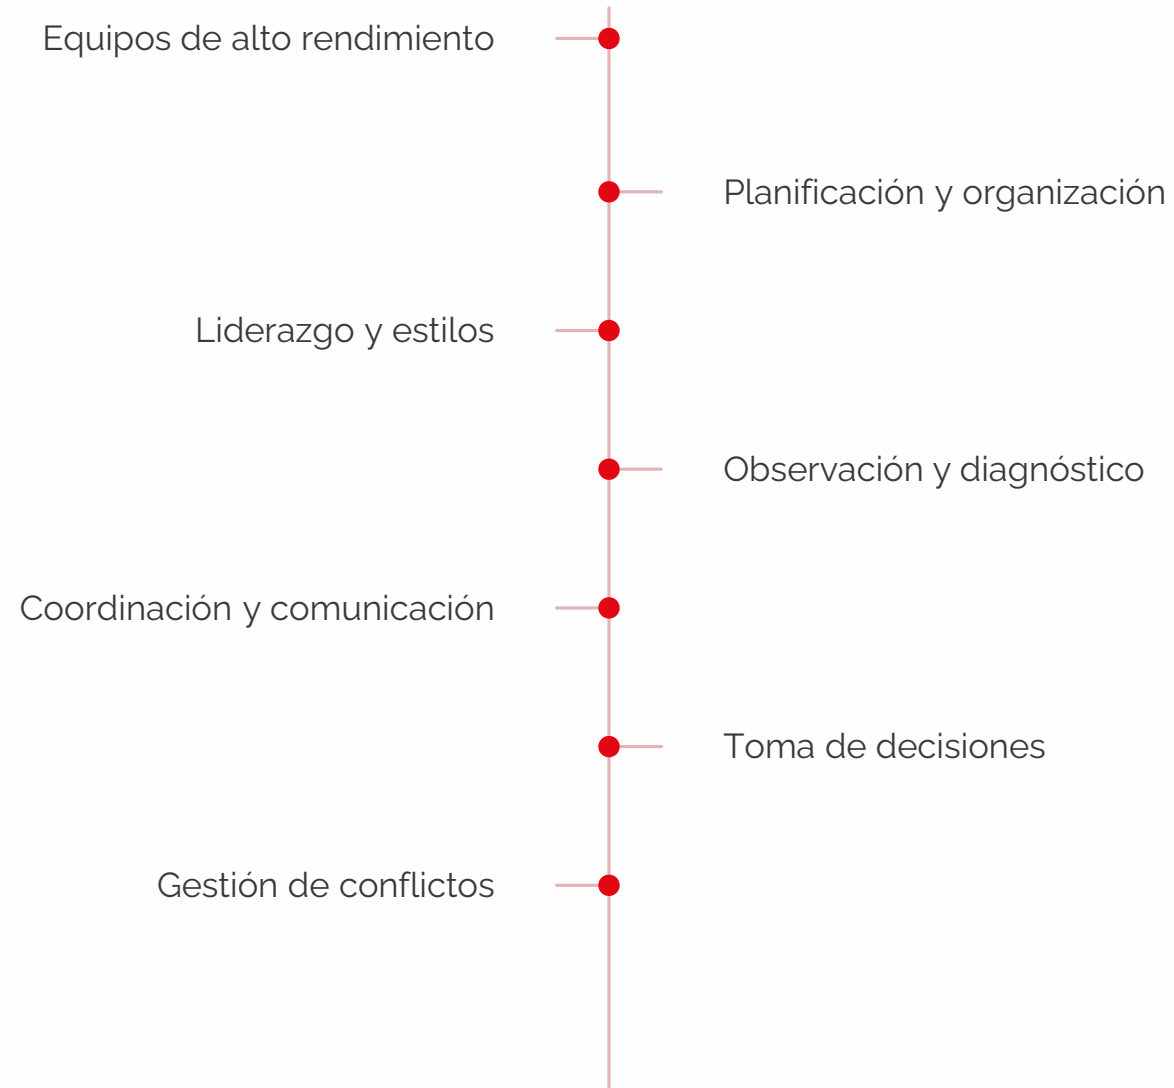 Equipos de alto rendimiento
Planificación y organización
Liderazgo y estilos
Observación y diagnóstico
Coordinación y comunicación
Toma de decisiones
Gestión de conflictos